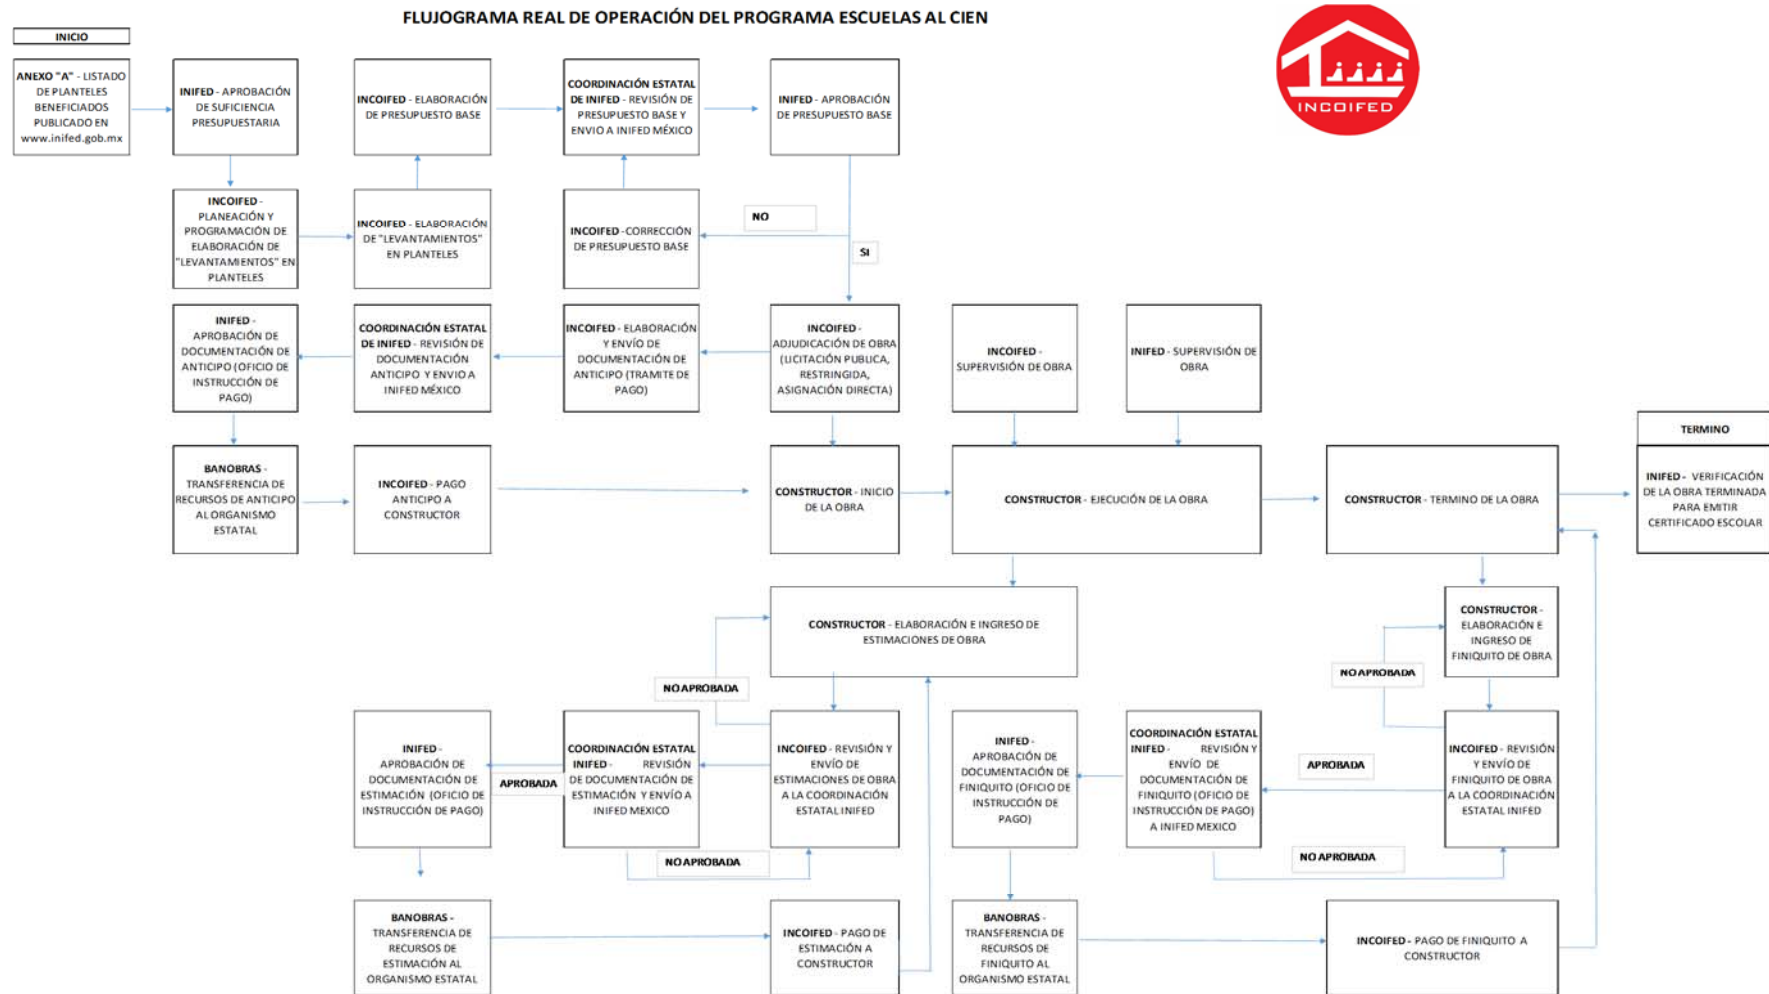 FLUJOGRAMA REAL DE OPERACIÓN DEL PROGRAMA ESCUELAS AL CIEN
INICIO
INCOIFED
ANEXO "A" - LISTADO
DE PLANTELES
BENEFICIADOS
PUBLICADO EN
www.inifed.gob.mx
INIFED - APROBACIÓN
DE SUFICIENCIA
PRESUPUESTARIA
INCOIFED - ELABORACIÓN
DE PRESUPUESTO BASE
COORDINACIÓN ESTATAL
DE INIFED - REVISIÓN DE
PRESUPUESTO BASE Y
ENVIO A INIFED MÉXICO
INIFED - APROBACIÓN
DE PRESUPUESTO BASE
INCOIFED -
PLANEACIÓN Y
PROGRAMACIÓN DE
ELABORACIÓN DE
"LEVANTAMIENTOS" EN
PLANTELES
INCOIFED - ELABORACIÓN
DE "LEVANTAMIENTOS"
EN PLANTELES
INCOIFED -CORRECCIÓN
DE PRESUPUESTO BASE
NO
SI
INIFED -
APROBACIÓN DE
DOCUMENTACIÓN DE
ANTICIPO (OFICIO DE
INSTRUCCIÓN DE
PAGO)
COORDINACIÓN ESTATAL
DE INIFED - REVISIÓN DE
DOCUMENTACIÓN
ANTICIPO Y ENVIO A
INIFED MÉXICO
INCOIFED - ELABORACIÓN
Y ENVÍO DE
DOCUMENTACIÓN DE
ANTICIPO (TRAMITE DE
PAGO)
INCOIFED -
ADJUDICACIÓN DE OBRA
(LICITACIÓN PUBLICA,
RESTRINGIDA,
ASIGNACIÓN DIRECTA)
INCOIFED -
SUPERVISIÓN DE OBRA
INIFED - SUPERVISIÓN DE
OBRA
BANOBRAS -
TRANSFERENCIA DE
RECURSOS DE ANTICIPO
AL ORGANISMO
ESTATAL
INCOIFED - PAGO
ANTICIPO A
CONSTRUCTOR
CONSTRUCTOR - INICIO
DE LA OBRA
CONSTRUCTOR - EJECUCIÓN DE LA OBRA
CONSTRUCTOR - TERMINO DE LA OBRA
TERMINO
INIFED - VERIFICACIÓN
DE LA OBRA TERMINADA
PARA EMITIR
CERTIFICADO ESCOLAR
CONSTRUCTOR - ELABORACIÓN E INGRESO DE
ESTIMACIONES DE OBRA
CONSTRUCTOR -
ELABORACIÓN E
INGRESO DE
FINIQUITO DE OBRA
NO APROBADA
NO APROBADA
INIFED -
APROBACIÓN DE
DOCUMENTACIÓN DE
ESTIMACIÓN (OFICIO DE
INSTRUCCIÓN DE PAGO)
APROBADA
COORDINACIÓN ESTATAL
INIFED - REVISIÓN
DE DOCUMENTACIÓN DE
ESTIMACIÓN Y ENVÍO A
INIFED MEXICO
INCOIFED - REVISIÓN Y
ENVÍO DE
ESTIMACIONES DE OBRA
A LA COORDINACIÓN
ESTATAL INIFED
INIFED -
APROBACIÓN DE
DOCUMENTACIÓN DE
FINIQUITO (OFICIO DE
INSTRUCCIÓN DE
PAGO)
COORDINACIÓN ESTATAL
INIFED - REVISIÓN Y
ENVÍO DE
DOCUMENTACIÓN DE
FINIQUITO (OFICIO DE
INSTRUCCIÓN DE PAGO)
A INIFED MEXICO
APROBADA
INCOIFED - REVISIÓN
Y ENVÍO DE
FINIQUITO DE OBRA
A LA COORDINACIÓN
ESTATAL INIFED
NO APROBADA
NO APROBADA
BANOBRAS -
TRANSFERENCIA DE
RECURSOS DE
ESTIMACIÓN AL
ORGANISMO ESTATAL
INCOIFED - PAGO DE
ESTIMACIÓN A
CONSTRUCTOR
BANOBRAS -
TRANSFERENCIA DE
RECURSOS DE
FINIQUITO AL
ORGANISMO ESTATAL
INCOIFED - PAGO DE FINIQUITO A
CONSTRUCTOR